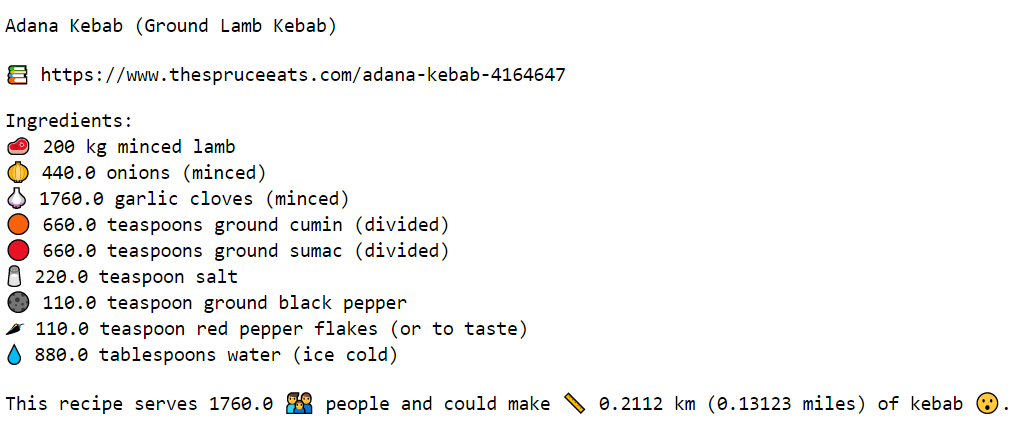 Adana Kebab (Ground Lamb Kebab)
📚 https://www.thespruceeats.com/adana-kebab-4164647
Ingredients:
🥩 200 kg minced lamb
🧅 440.0 onions (minced)
🧄 1760.0 garlic cloves (minced)
🟠 660.0 teaspoons ground cumin (divided)
🔴 660.0 teaspoons ground sumac (divided)
🧂 220.0 teaspoon salt
🌑 110.0 teaspoon ground black pepper
🌶 110.0 teaspoon red pepper flakes (or to taste)
💧 880.0 tablespoons water (ice cold)
This recipe serves 1760.0 👪 people and could make 📏 0.2112 km (0.13123 miles) of kebab 😮.